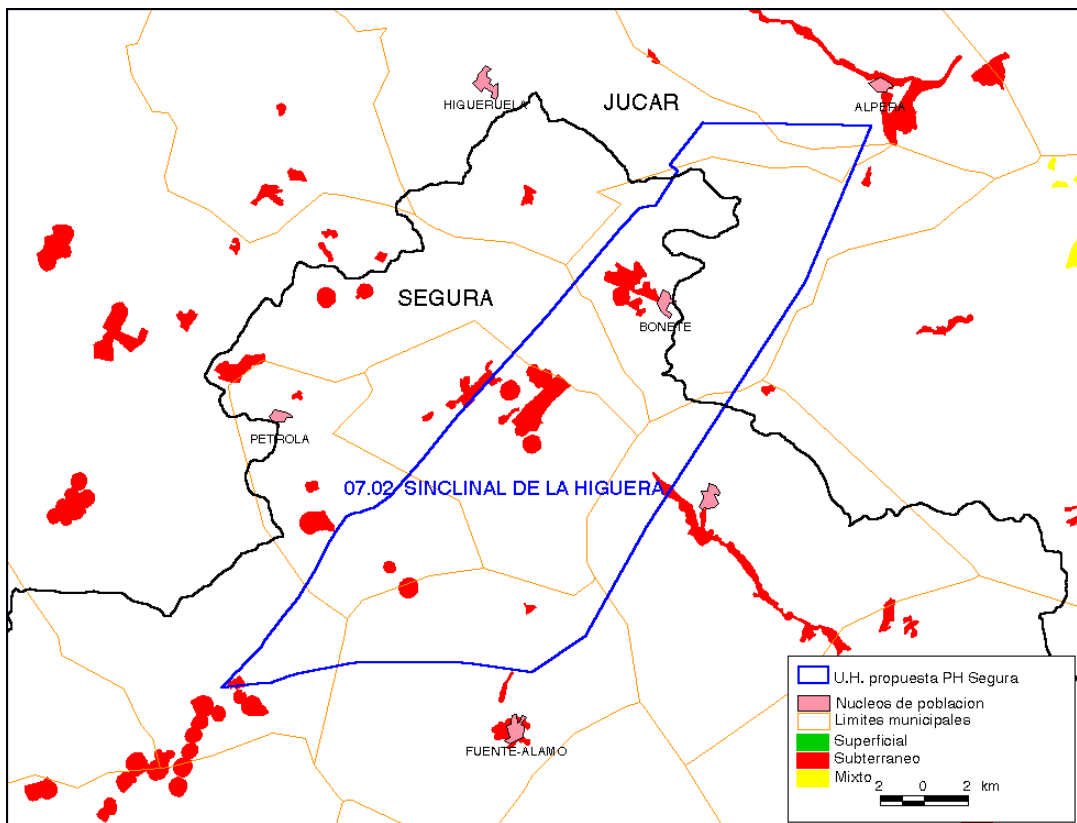 HIGUERUELA
JUCAR
ALPERA
SEGURA
BONETE
PETROLA
07.02 SINCLINAL DE LA HIGUERA
FUENTE-ALAMO
U.H. propuesta PH Segura
Nucleos de poblacion
Limites municipales
Superficial
Subterraneo
Mixto
2 0 2 km